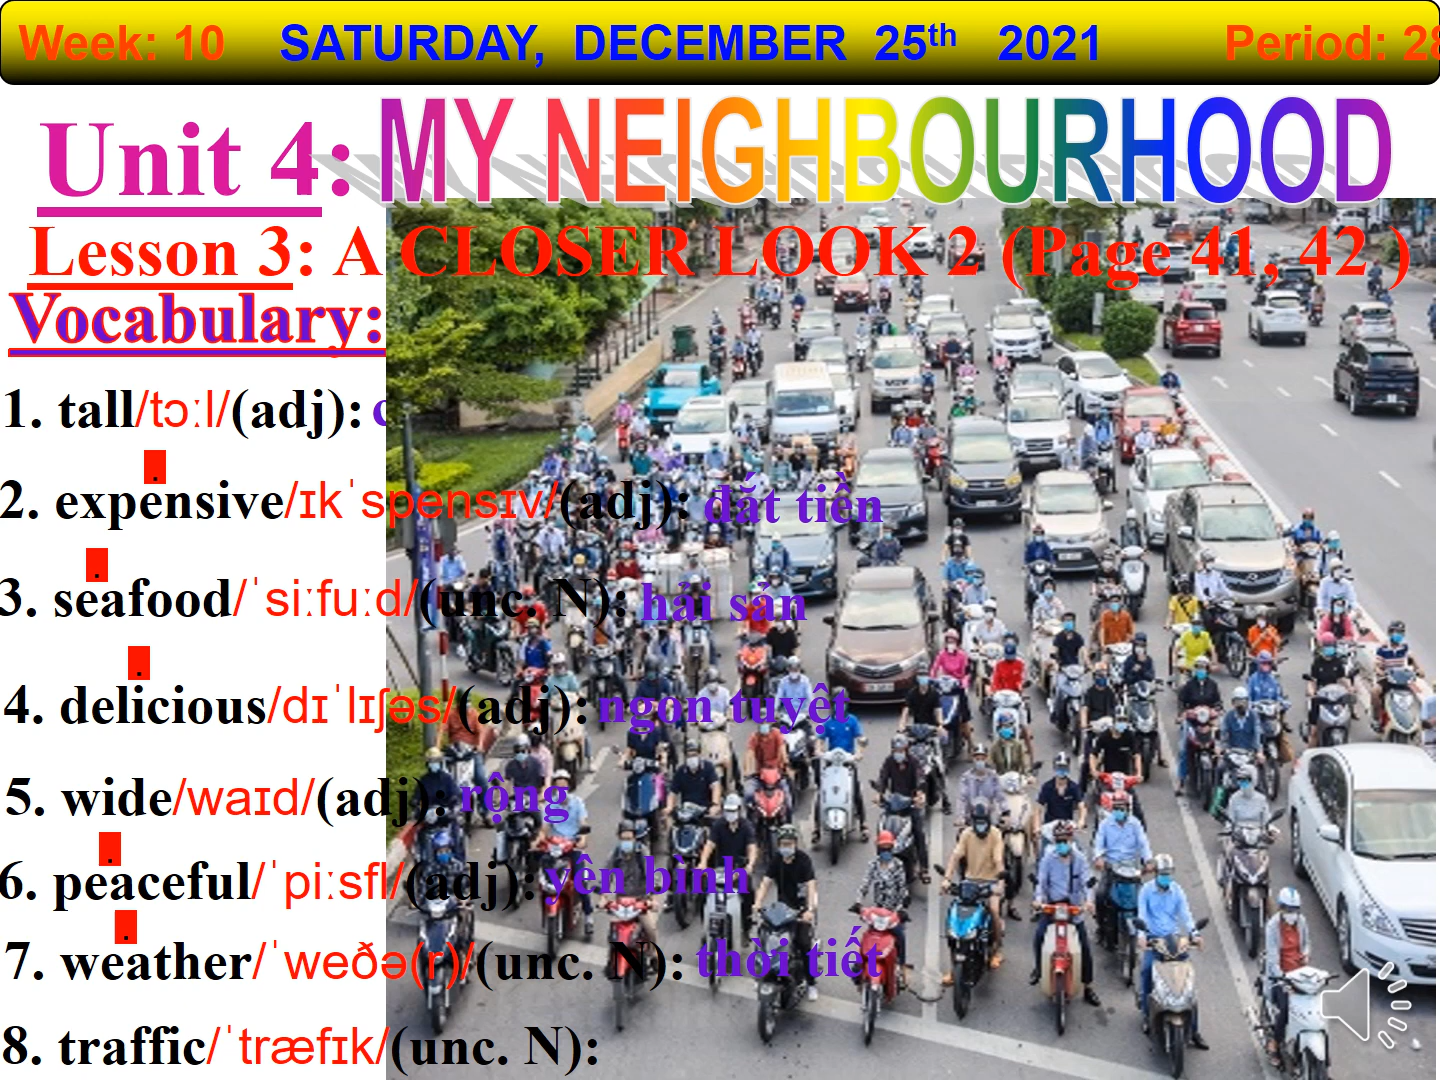 Week: 10 SATURDAY, DECEMBER 25th 2021 Period: 28
Unit 4: MY NEIGHBOURHOOD
Lesson 3: A CLOSER LOOK 2 (Page 41, 42 )
Vocabulary:
1. tall/tɔːl/(adj): c
2. expensive/ɪkˈspensɪv/(adj): đắt tiền
3. seafood/ˈsiːfuːd/(unc. N): hải sản
4. delicious/dɪˈlɪʃəs/(adj): ngon tuyệt
5. wide/waɪd/(adj): rộng
6. peaceful/ˈpiːsfl/(adj): yên bình
7. weather/ˈweðə(r)/(unc. N): thời tiết
8. traffic/ˈtræfɪk/(unc. N):